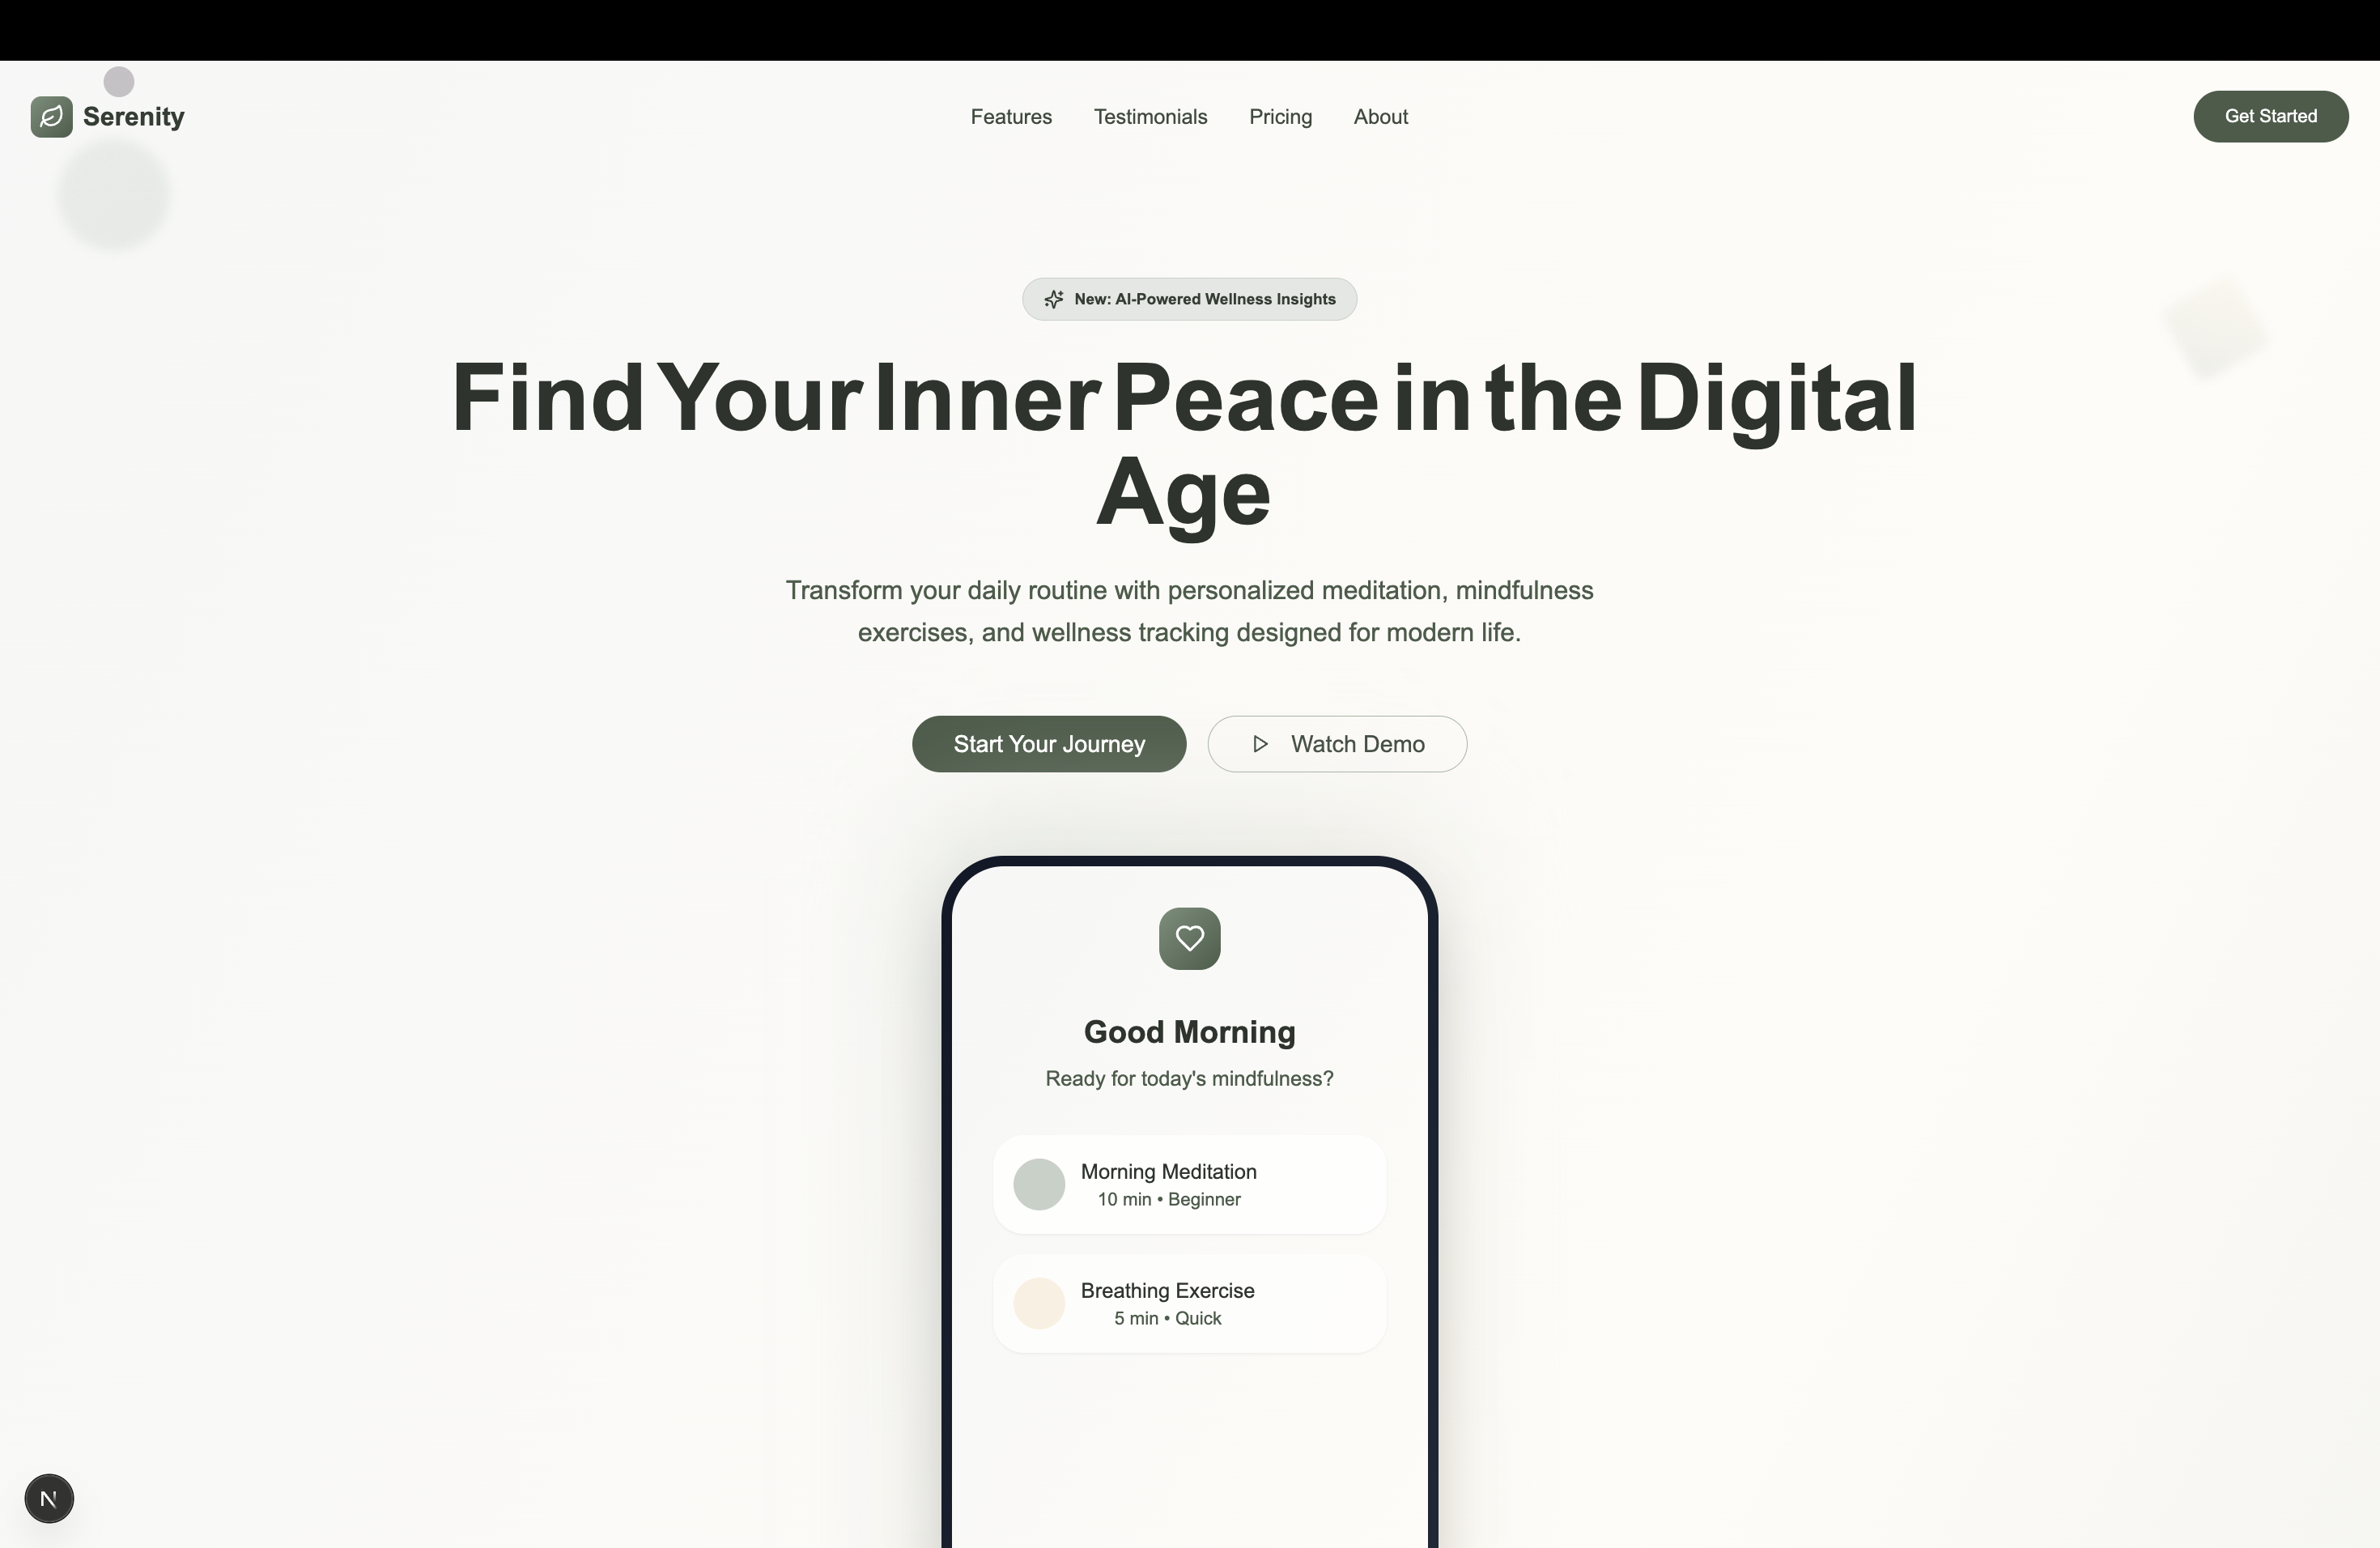 Serenity
Features
Testimonials
Pricing
About
Get Started
New: AI-Powered Wellness Insights
Find Your Inner Peace in the Digital
Age
Transform your daily routine with personalized meditation, mindfulness
exercises, and wellness tracking designed for modern life.
Start Your Journey
Watch Demo
Good Morning
Ready for today's mindfulness?
Morning Meditation
10 min • Beginner
Breathing Exercise
5 min • Quick
N